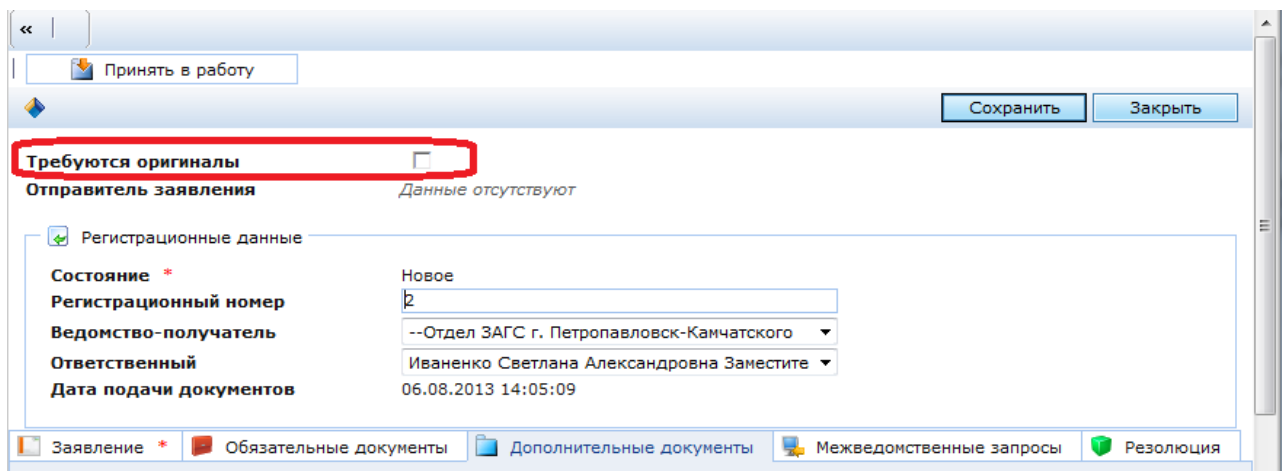 «
Принять в работу
Сохранить Закрыть
Требуются оригиналы
Отправитель заявления Данные отсутствуют
Регистрационные данные
Состояние * Новое
Регистрационный номер 2
Ведомство-получатель --Отдел ЗАГС г. Петропавловск-Камчатского
Ответственный Иваненко Светлана Александровна Заместите
Дата подачи документов 06.08.2013 14:05:09
Заявление * Обязательные документы Дополнительные документы Межведомственные запросы Резолюция